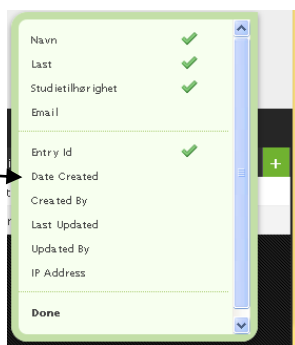 Navn
Last
Studietilhørighet
Email
Entry Id
Date Created
Created By
Last Updated
Updated By
IP Address
Done